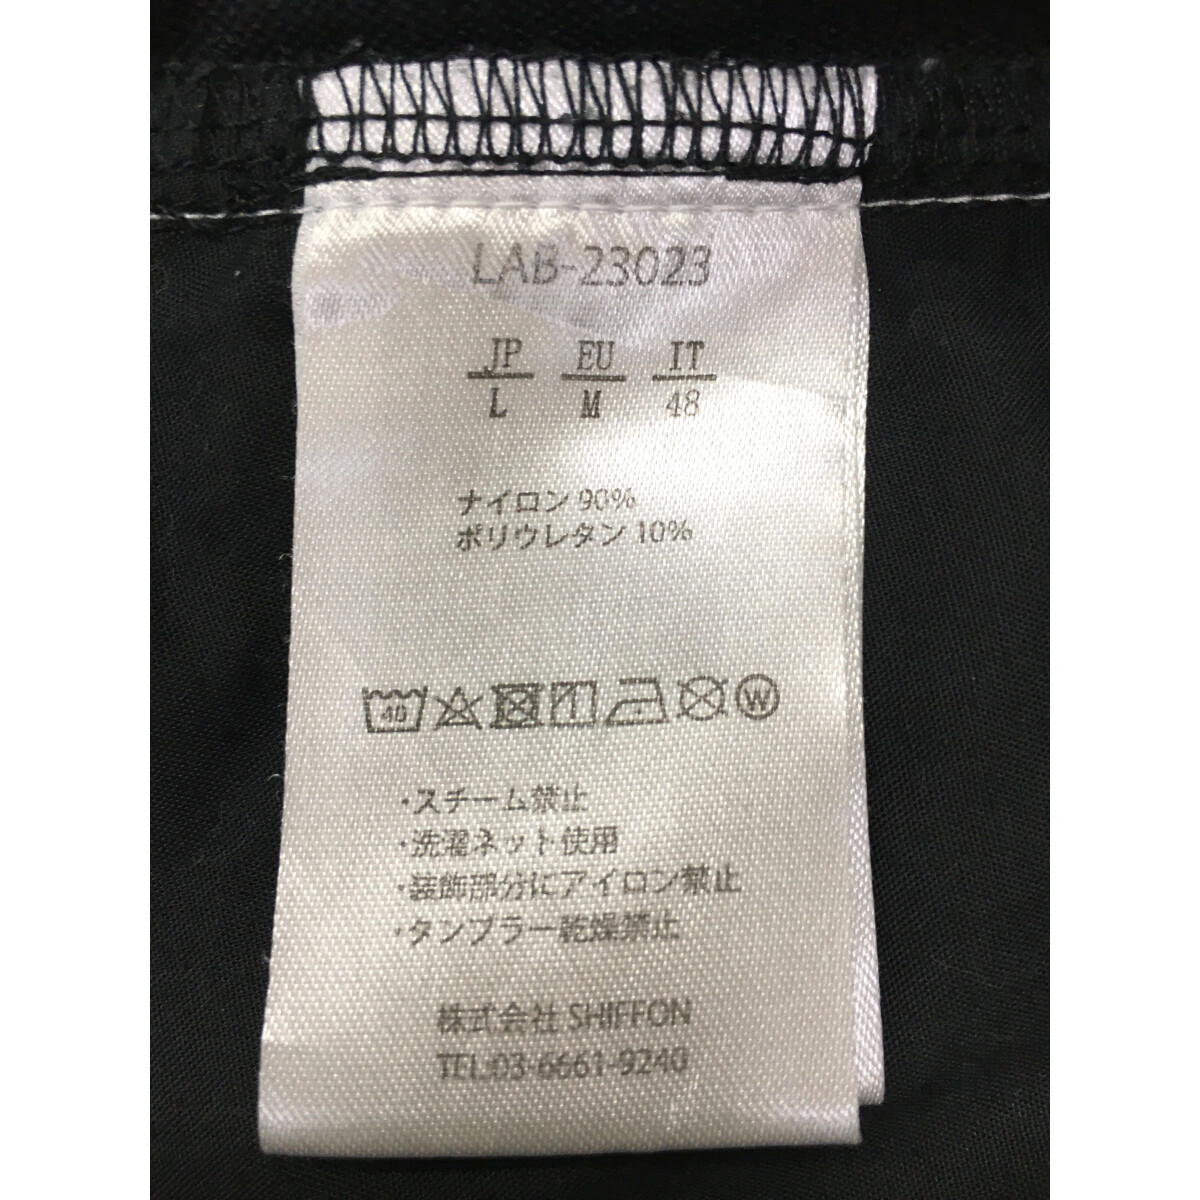 LAB-23023
JP EU IT
L M 48
ナイロン 90%
ポリウレタン 10%
40 W
・スチーム禁止
・洗濯ネット使用
・装飾部分にアイロン禁止
・タンブラー乾燥禁止
株式会社 SHIFFON
TEL:03-6661-9240